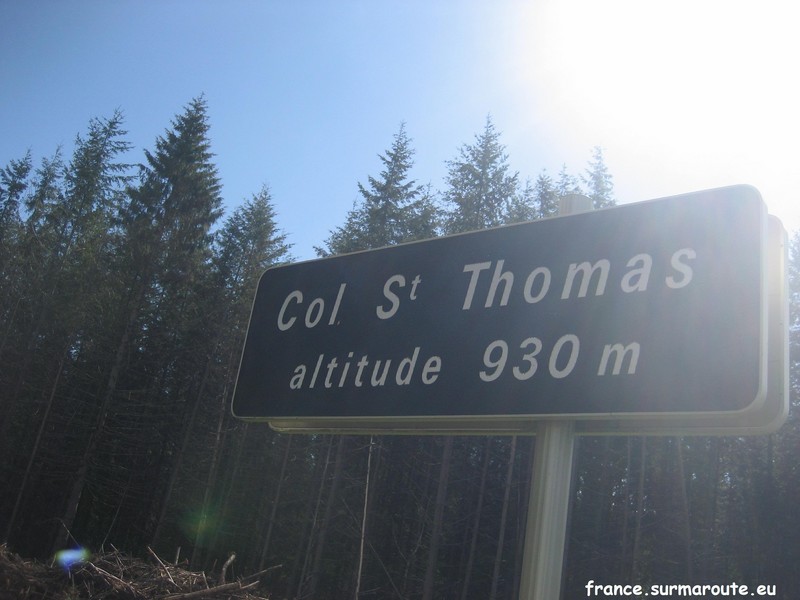 Col St Thomas
altitude 930 m
france.surmaroute.eu